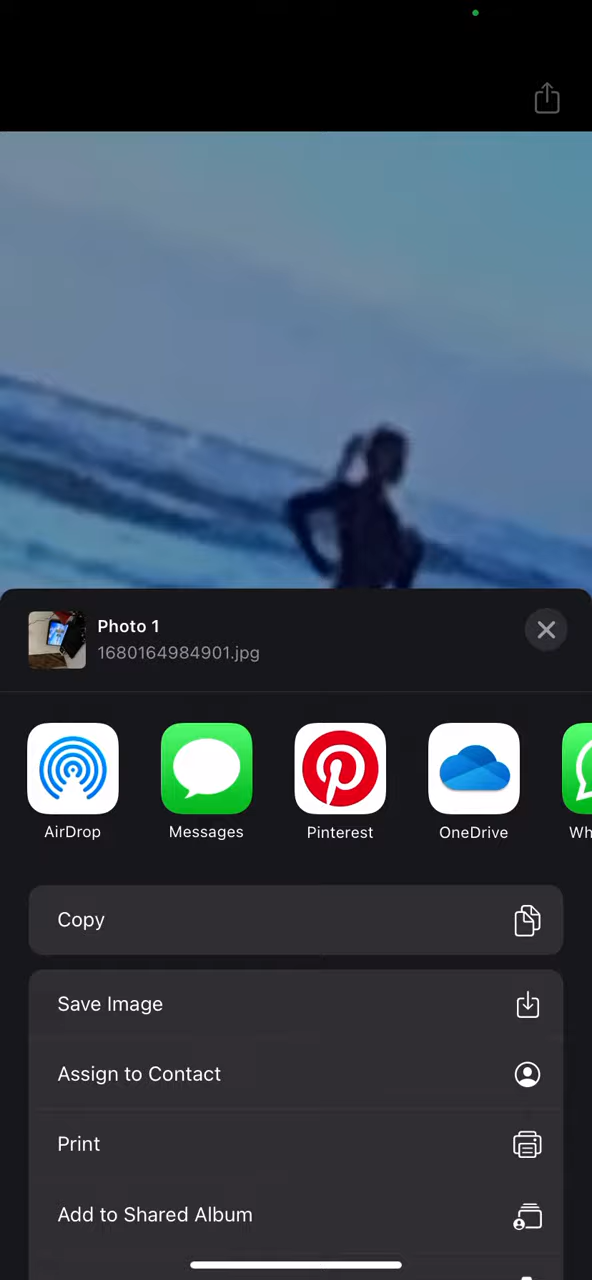 Photo 1
1680164984901.jpg
AirDrop
Messages
Pinterest
OneDrive
Wh
Copy
Save Image
Assign to Contact
Print
Add to Shared Album